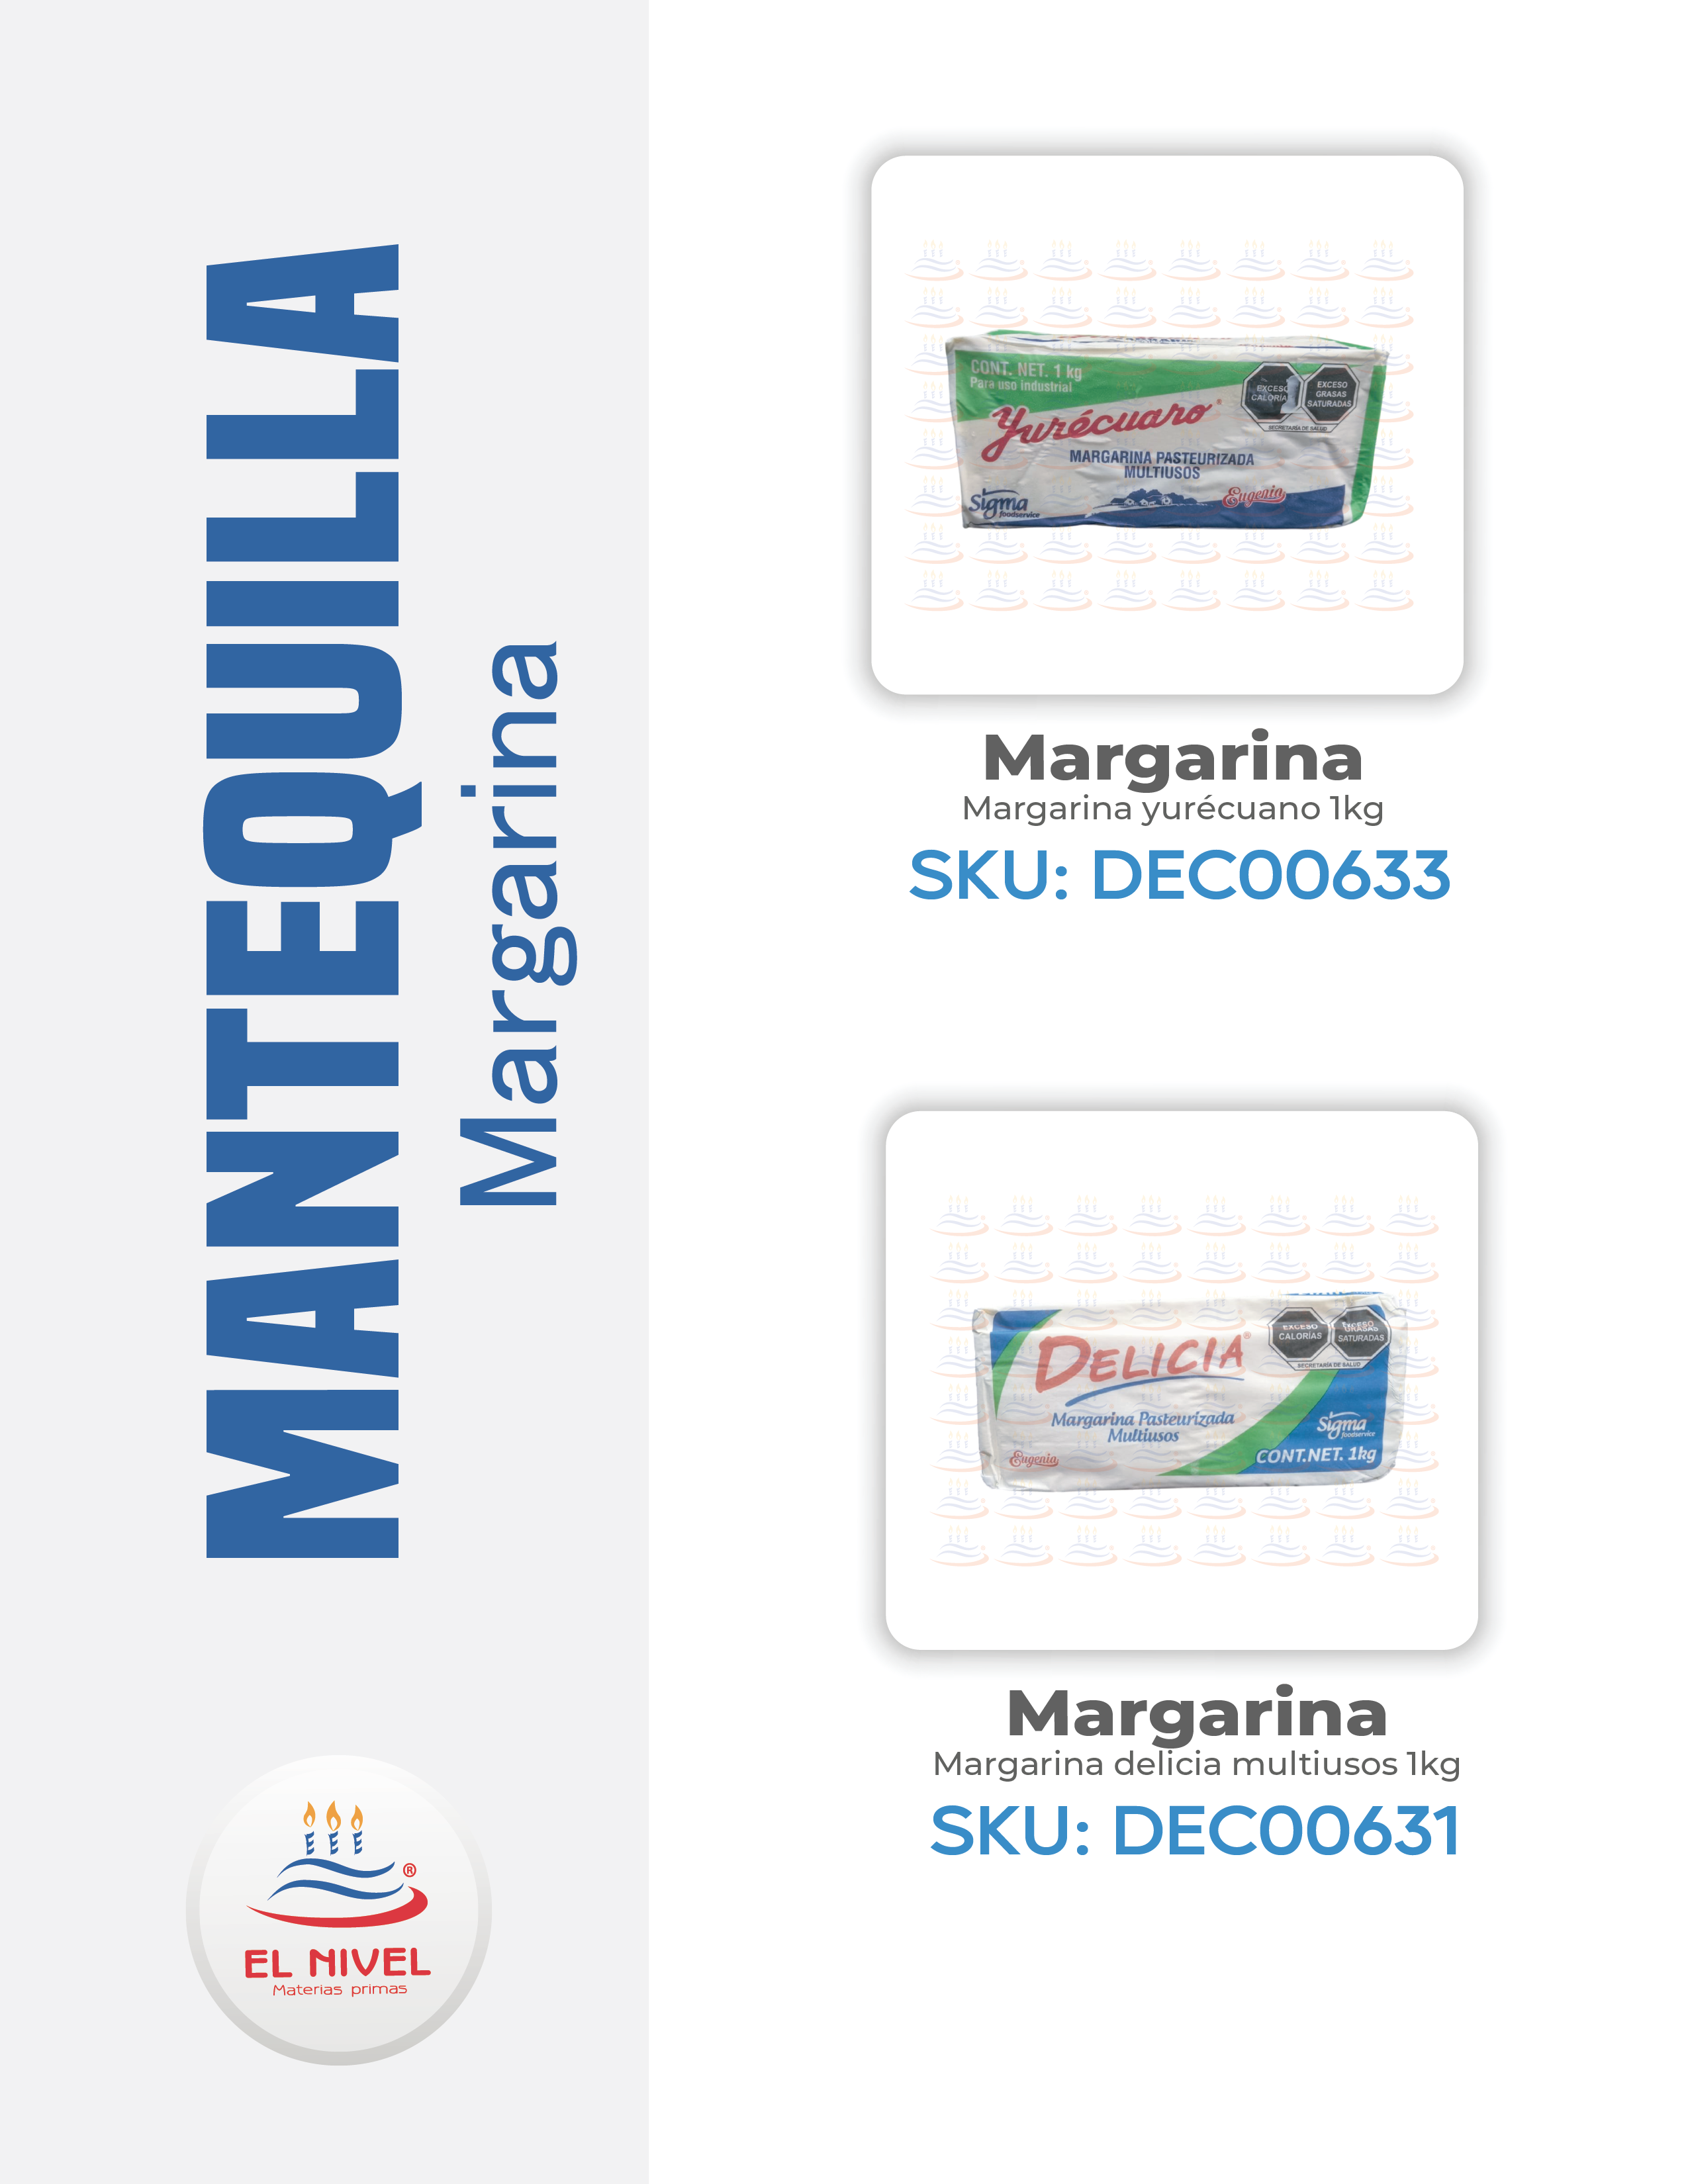 MANTEQUILLA
Margarina
EL NIVEL
Materias primas
®
CONT. NET. 1 kg
Para uso industrial
Yurécuaro®
MARGARINA PASTEURIZADA
MULTIUSOS
Sigma
foodservice
Eugenia
EXCESO
CALORÍA
EXCESO
GRASAS
SATURADAS
SECRETARÍA DE SALUD
Margarina
Margarina yurécuano 1kg
SKU: DEC00633
DELICIA®
Margarina Pasteurizada
Multiusos
Eugenia
EXCESO
CALORÍAS
EXCESO
GRASAS
SATURADAS
SECRETARÍA DE SALUD
Sigma
foodservice
CONT.NET. 1kg
Margarina
Margarina delicia multiusos 1kg
SKU: DEC00631